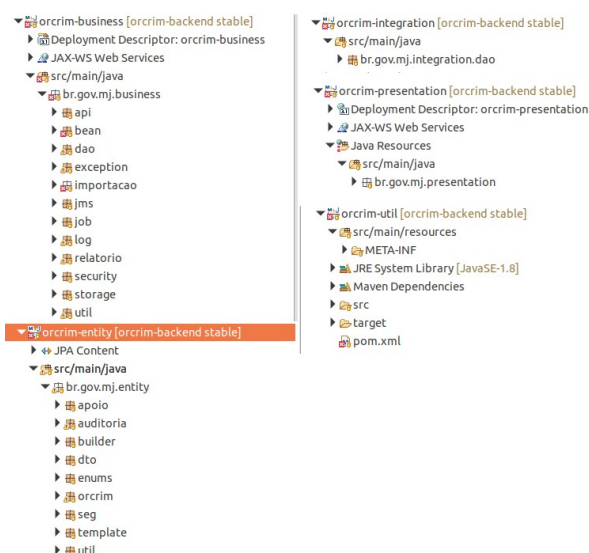 orcrim-business [orcrim-backend stable]
Deployment Descriptor: orcrim-business
JAX-WS Web Services
src/main/java
br.gov.mj.business
api
bean
dao
exception
importacao
jms
job
log
relatorio
security
storage
util
orcrim-entity [orcrim-backend stable]
JPA Content
src/main/java
br.gov.mj.entity
apoio
auditoria
builder
dto
enums
orcrim
seg
template
util
orcrim-integration [orcrim-backend stable]
src/main/java
br.gov.mj.integration.dao
orcrim-presentation [orcrim-backend stable]
Deployment Descriptor: orcrim-presentation
JAX-WS Web Services
Java Resources
src/main/java
br.gov.mj.presentation
orcrim-util [orcrim-backend stable]
src/main/resources
META-INF
JRE System Library [JavaSE-1.8]
Maven Dependencies
src
target
pom.xml